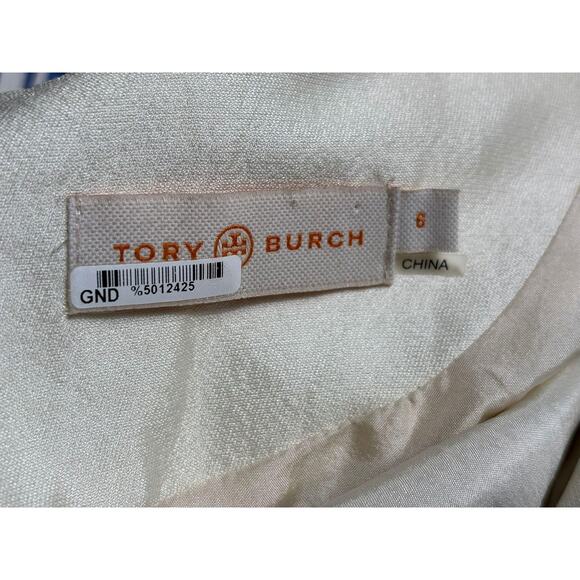 TORY BURCH
6
CHINA
GND %5012425